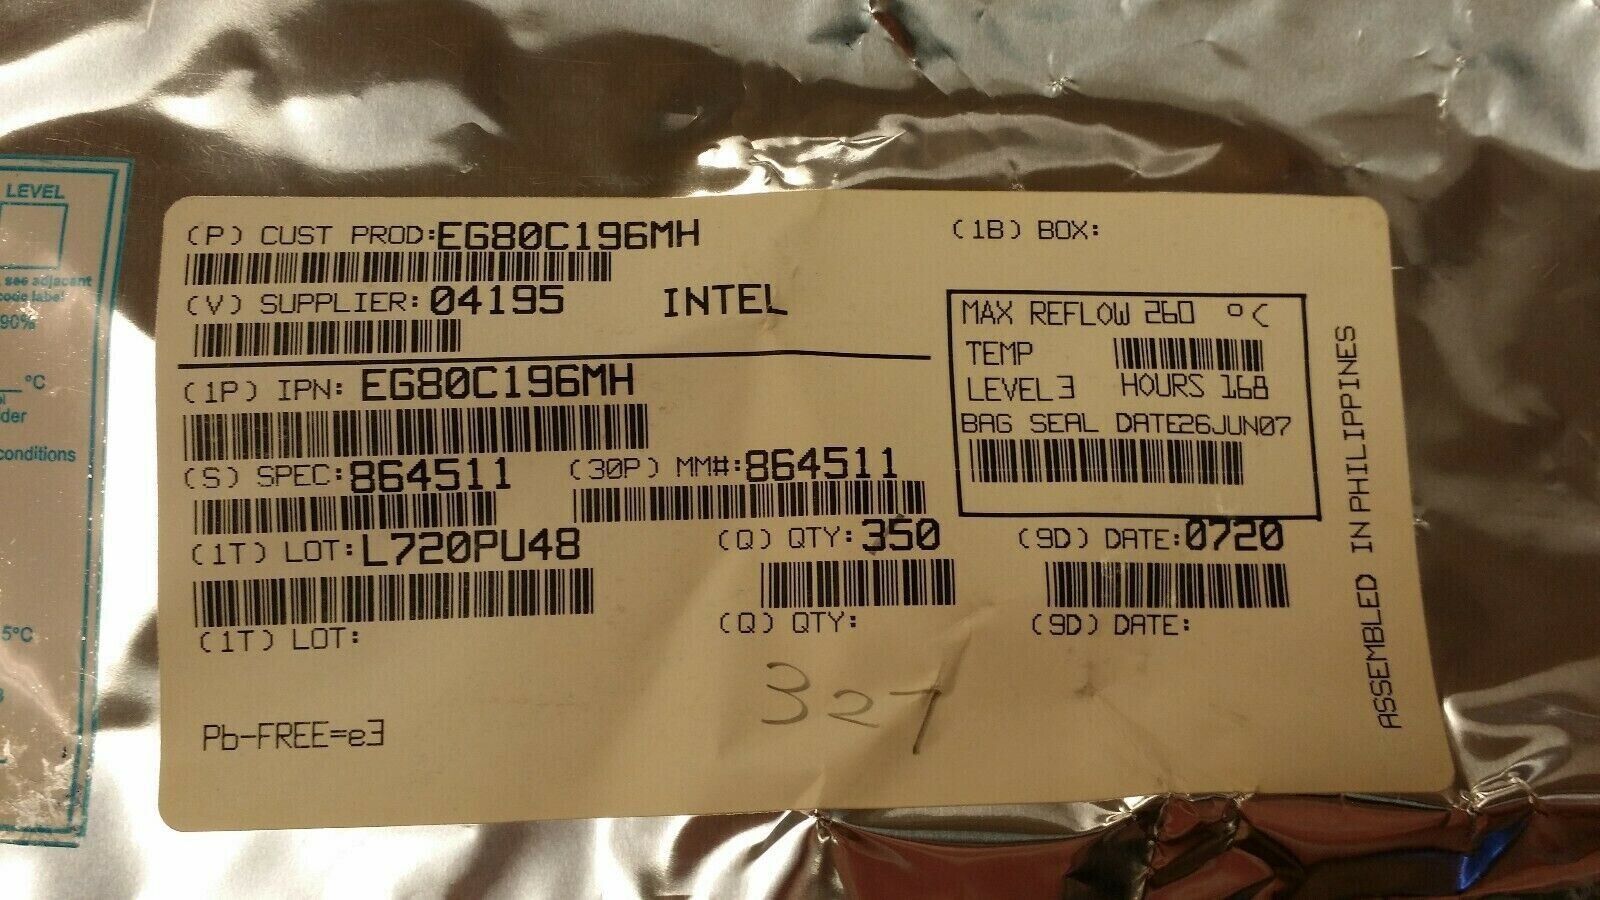 LEVEL
see adjacent
code label
90%
°C
der
conditions
5°C
(P) CUST PROD:EG80C196MH
(1B) BOX:
(V) SUPPLIER:04195 INTEL
(1P) IPN: EG80C196MH
(S) SPEC:864511 (30P) MM#:864511
(1T) LOT:L720PU48 (Q) QTY:350 (9D) DATE:0720
(1T) LOT: (Q) QTY: (9D) DATE:
327
Pb-FREE=e3
MAX REFLOW 260 °C
TEMP
LEVEL3 HOURS 168
BAG SEAL DATE26JUN07
ASSEMBLED IN PHILIPPINES